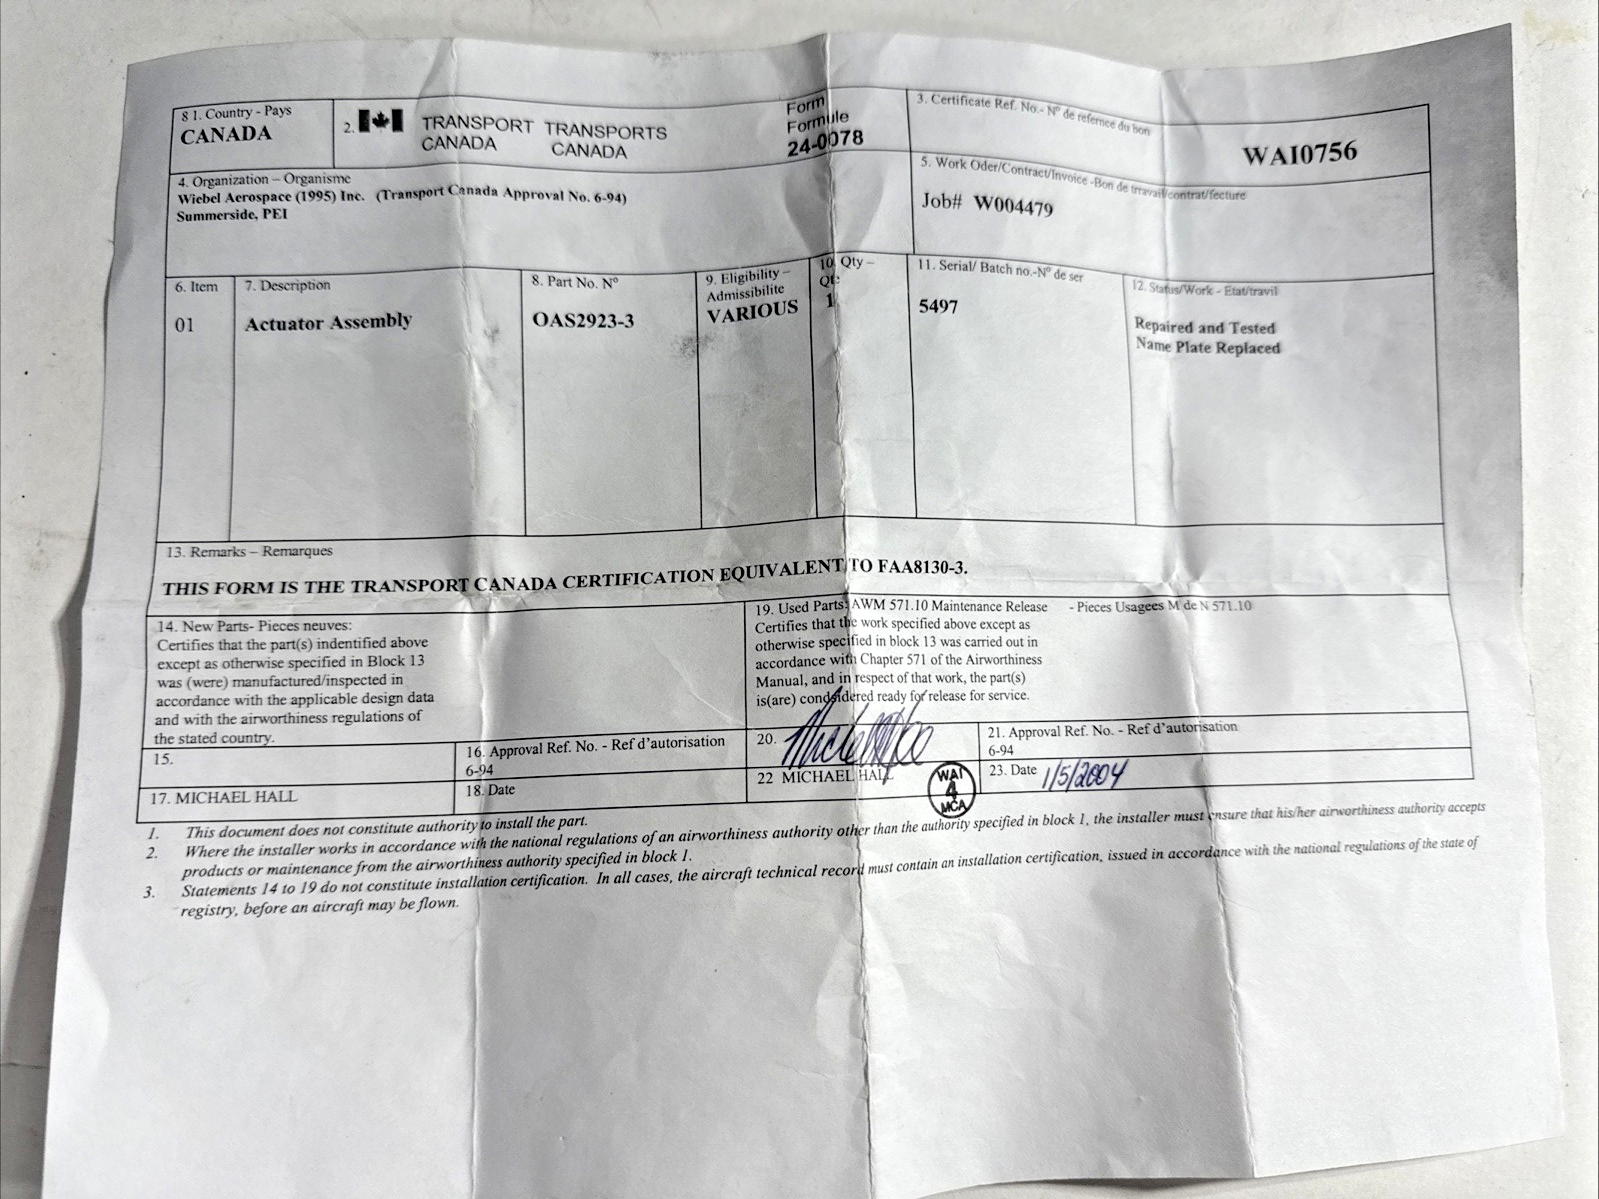 8 1. Country - Pays
CANADA
2.
TRANSPORT CANADA
TRANSPORTS CANADA
Form
Formule
24-0078
3. Certificate Ref. No.- Nº de refernce du bon
WAI0756
4. Organization – Organisme
Wiebel Aerospace (1995) Inc. (Transport Canada Approval No. 6-94)
Summerside, PEI
5. Work Oder/Contract/Invoice -Bon de trravail/contrat/fecture
Job# W004479
6. Item
01
7. Description
Actuator Assembly
8. Part No. Nº
OAS2923-3
9. Eligibility –
Admissibilite
VARIOUS
10. Qty –
Qt:
1
11. Serial/ Batch no.-Nº de ser
5497
12. Status/Work - Etat/travil
Repaired and Tested
Name Plate Replaced
13. Remarks – Remarques
THIS FORM IS THE TRANSPORT CANADA CERTIFICATION EQUIVALENT TO FAA8130-3.
14. New Parts- Pieces neuves:
Certifies that the part(s) indentified above
except as otherwise specified in Block 13
was (were) manufactured/inspected in
accordance with the applicable design data
and with the airworthiness regulations of
the stated country.
19. Used Parts: AWM 571.10 Maintenance Release - Pieces Usagees M de N 571.10
Certifies that the work specified above except as
otherwise specified in block 13 was carried out in
accordance with Chapter 571 of the Airworthiness
Manual, and in respect of that work, the part(s)
is(are) condsidered ready for release for service.
15.
16. Approval Ref. No. - Ref d’autorisation
6-94
20.
21. Approval Ref. No. - Ref d’autorisation
6-94
17. MICHAEL HALL
18. Date
22 MICHAEL HALL
WAI
4
MCA
23. Date 1/5/2004
1. This document does not constitute authority to install the part.
2. Where the installer works in accordance with the national regulations of an airworthiness authority other than the authority specified in block 1, the installer must ensure that his/her airworthiness authority accepts
products or maintenance from the airworthiness authority specified in block 1.
3. Statements 14 to 19 do not constitute installation certification. In all cases, the aircraft technical record must contain an installation certification, issued in accordance with the national regulations of the state of
registry, before an aircraft may be flown.